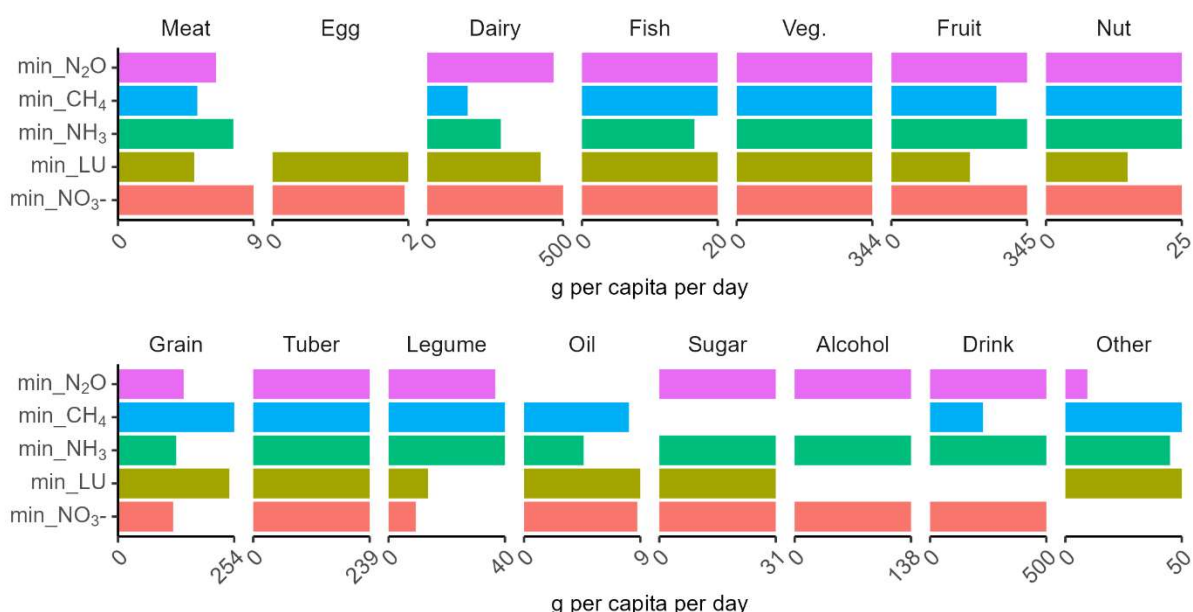 Meat Egg Dairy Fish Veg. Fruit Nut
min_N₂O
min_CH₄
min_NH₃
min_LU
min_NO₃-
0 9 0 2 0 500 0 20 0 344 0 345 0 25
g per capita per day
Grain Tuber Legume Oil Sugar Alcohol Drink Other
min_N₂O
min_CH₄
min_NH₃
min_LU
min_NO₃-
0 254 0 239 0 40 0 9 0 31 0 138 0 500 0 50
g per capita per day